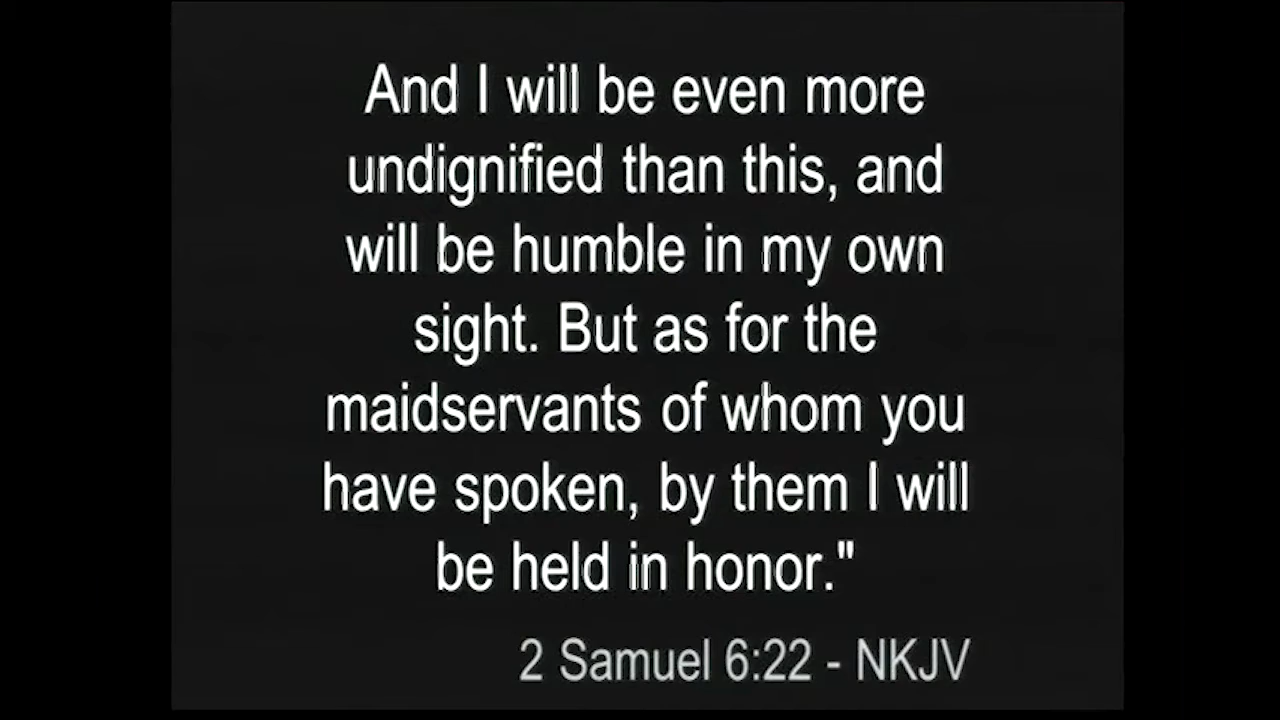 And I will be even more
undignified than this, and
will be humble in my own
sight. But as for the
maidservants of whom you
have spoken, by them I will
be held in honor."
2 Samuel 6:22 - NKJV